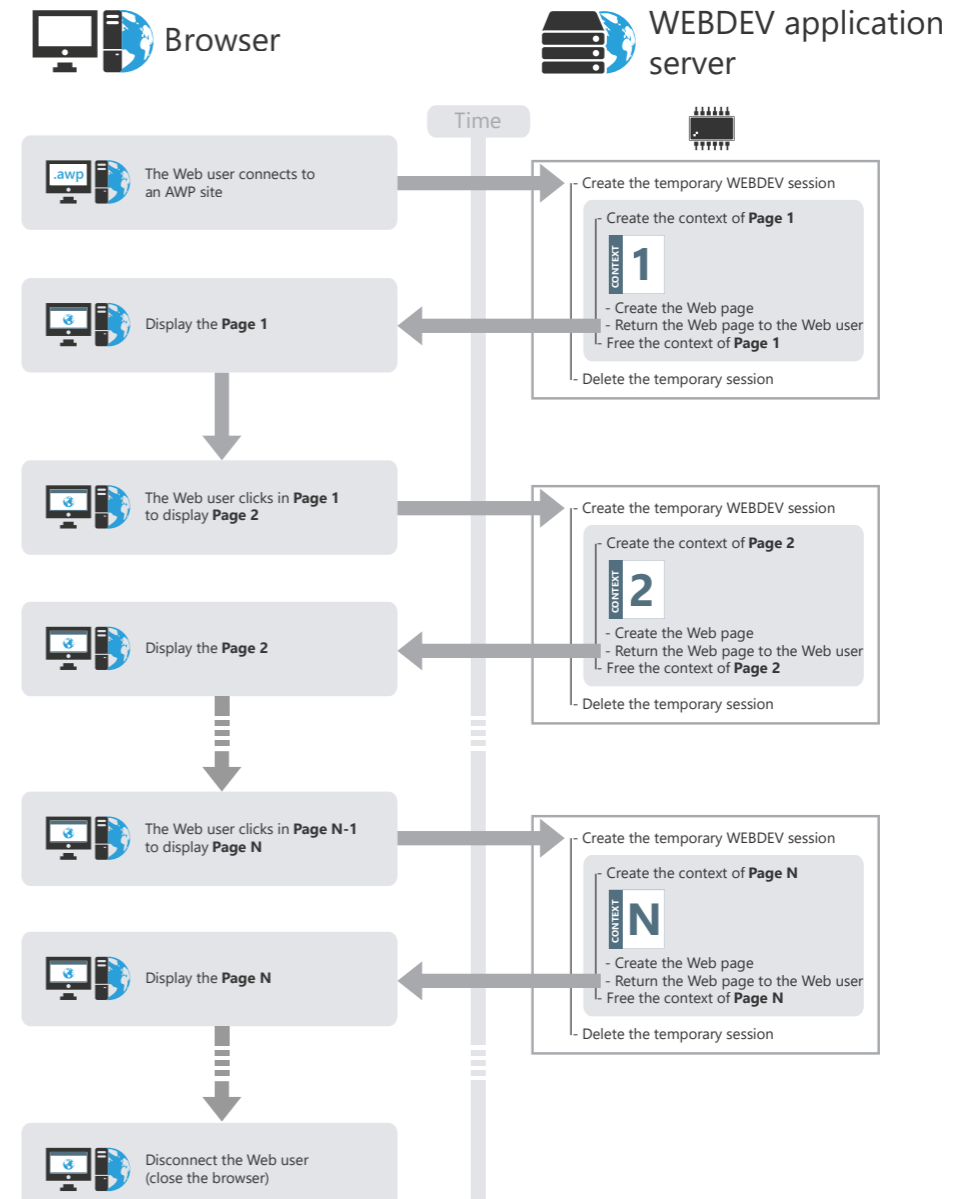 Browser
WEBDEV application
server
Time
.awp
The Web user connects to
an AWP site
- Create the temporary WEBDEV session
- Create the context of Page 1
CONTEXT
1
- Create the Web page
- Return the Web page to the Web user
- Free the context of Page 1
- Delete the temporary session
Display the Page 1
The Web user clicks in Page 1
to display Page 2
- Create the temporary WEBDEV session
- Create the context of Page 2
CONTEXT
2
- Create the Web page
- Return the Web page to the Web user
- Free the context of Page 2
- Delete the temporary session
Display the Page 2
The Web user clicks in Page N-1
to display Page N
- Create the temporary WEBDEV session
- Create the context of Page N
CONTEXT
N
- Create the Web page
- Return the Web page to the Web user
- Free the context of Page N
- Delete the temporary session
Display the Page N
Disconnect the Web user
(close the browser)